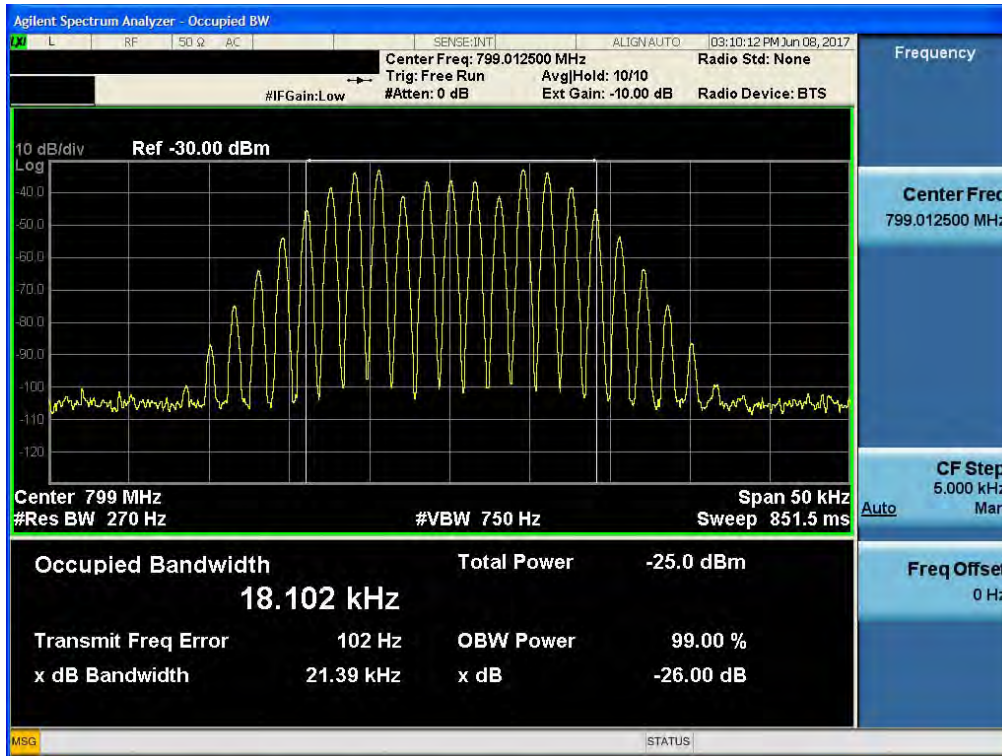 Agilent Spectrum Analyzer - Occupied BW
LXI L RF 50 Ω AC SENSE:INT ALIGN AUTO 03:10:12 PM Jun 08, 2017
Center Freq: 799.012500 MHz Radio Std: None
Trig: Free Run Avg|Hold: 10/10
#IFGain:Low #Atten: 0 dB Ext Gain: -10.00 dB Radio Device: BTS
10 dB/div Ref -30.00 dBm
Log
-40.0
-50.0
-60.0
-70.0
-80.0
-90.0
-100
-110
-120
Center 799 MHz Span 50 kHz
#Res BW 270 Hz #VBW 750 Hz Sweep 851.5 ms
Occupied Bandwidth Total Power -25.0 dBm
18.102 kHz
Transmit Freq Error 102 Hz OBW Power 99.00 %
x dB Bandwidth 21.39 kHz x dB -26.00 dB
MSG STATUS
Frequency
Center Freq
799.012500 MHz
CF Step
5.000 kHz
Auto Man
Freq Offset
0 Hz